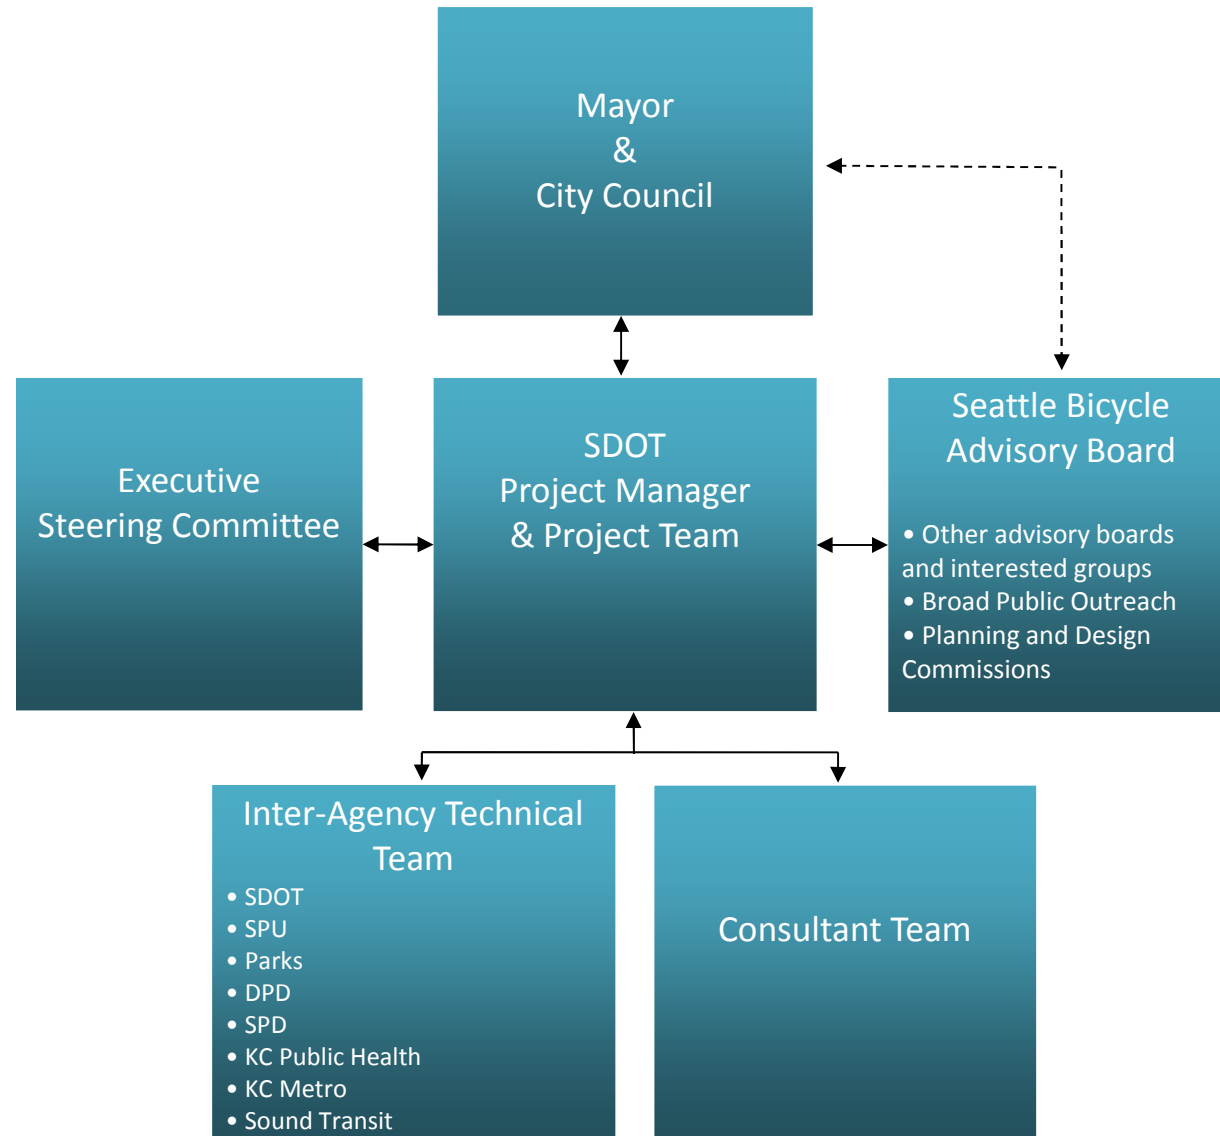 Mayor
&
City Council
Executive
Steering Committee
SDOT
Project Manager
& Project Team
Seattle Bicycle
Advisory Board
• Other advisory boards
and interested groups
• Broad Public Outreach
• Planning and Design
Commissions
Inter-Agency Technical
Team
• SDOT
• SPU
• Parks
• DPD
• SPD
• KC Public Health
• KC Metro
• Sound Transit
Consultant Team